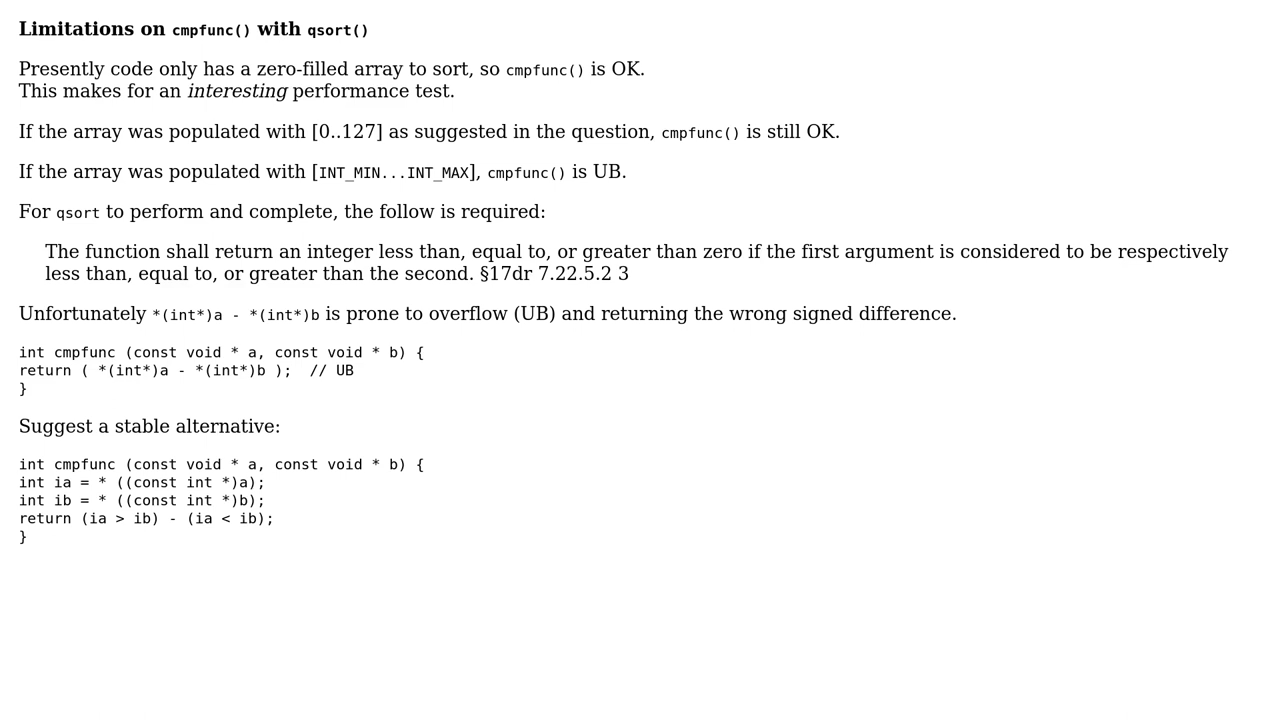 Limitations on cmpfunc() with qsort()
Presently code only has a zero-filled array to sort, so cmpfunc() is OK.
This makes for an interesting performance test.
If the array was populated with [0..127] as suggested in the question, cmpfunc() is still OK.
If the array was populated with [INT_MIN...INT_MAX], cmpfunc() is UB.
For qsort to perform and complete, the follow is required:
The function shall return an integer less than, equal to, or greater than zero if the first argument is considered to be respectively
less than, equal to, or greater than the second. §17dr 7.22.5.2 3
Unfortunately *(int*)a - *(int*)b is prone to overflow (UB) and returning the wrong signed difference.
int cmpfunc (const void * a, const void * b) {
return ( *(int*)a - *(int*)b );  // UB
}
Suggest a stable alternative:
int cmpfunc (const void * a, const void * b) {
int ia = * ((const int *)a);
int ib = * ((const int *)b);
return (ia > ib) - (ia < ib);
}